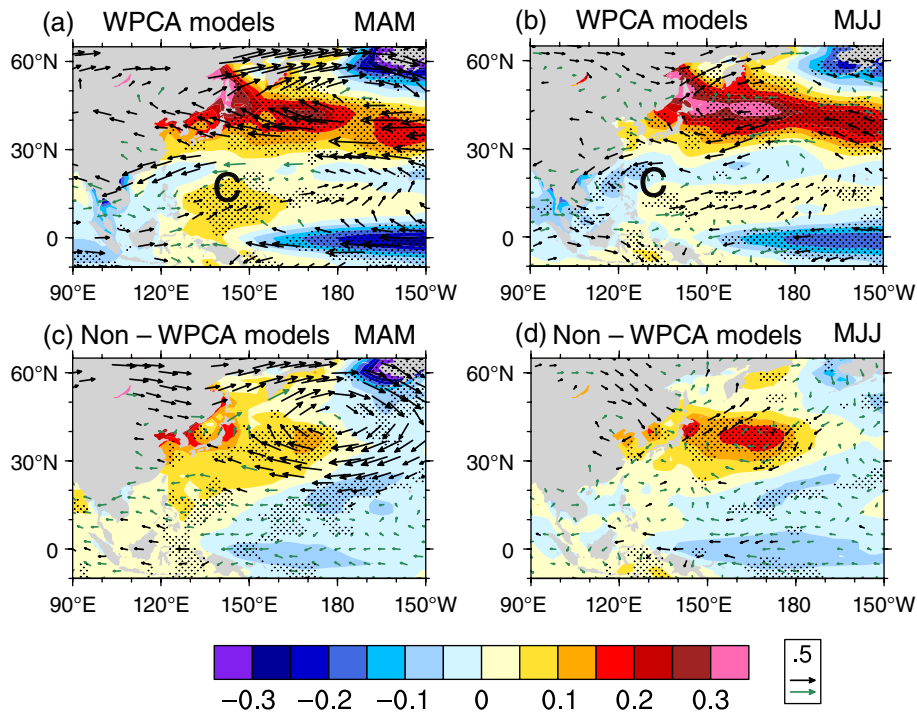 (a) WPCA models MAM
(b) WPCA models MJJ
60°N
30°N
0
C
90°E 120°E 150°E 180 150°W
60°N
30°N
0
C
90°E 120°E 150°E 180 150°W
(c) Non – WPCA models MAM
(d) Non – WPCA models MJJ
60°N
30°N
0
90°E 120°E 150°E 180 150°W
60°N
30°N
0
90°E 120°E 150°E 180 150°W
−0.3 −0.2 −0.1 0 0.1 0.2 0.3
.5